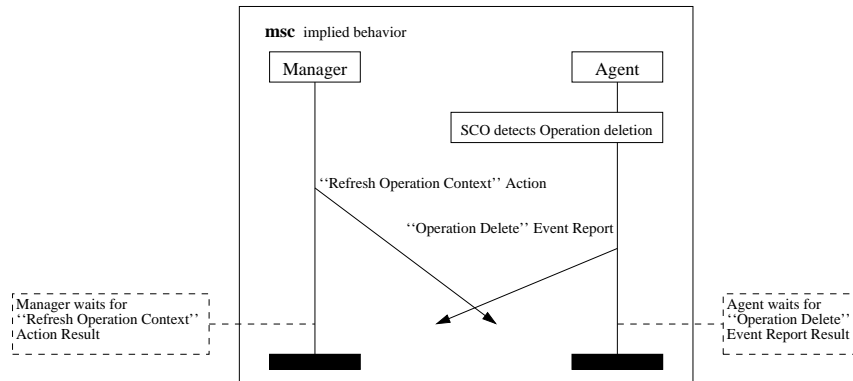 msc implied behavior
Manager
Agent
SCO detects Operation deletion
‘‘Refresh Operation Context’’ Action
‘‘Operation Delete’’ Event Report
Manager waits for
‘‘Refresh Operation Context’’
Action Result
Agent waits for
‘‘Operation Delete’’
Event Report Result